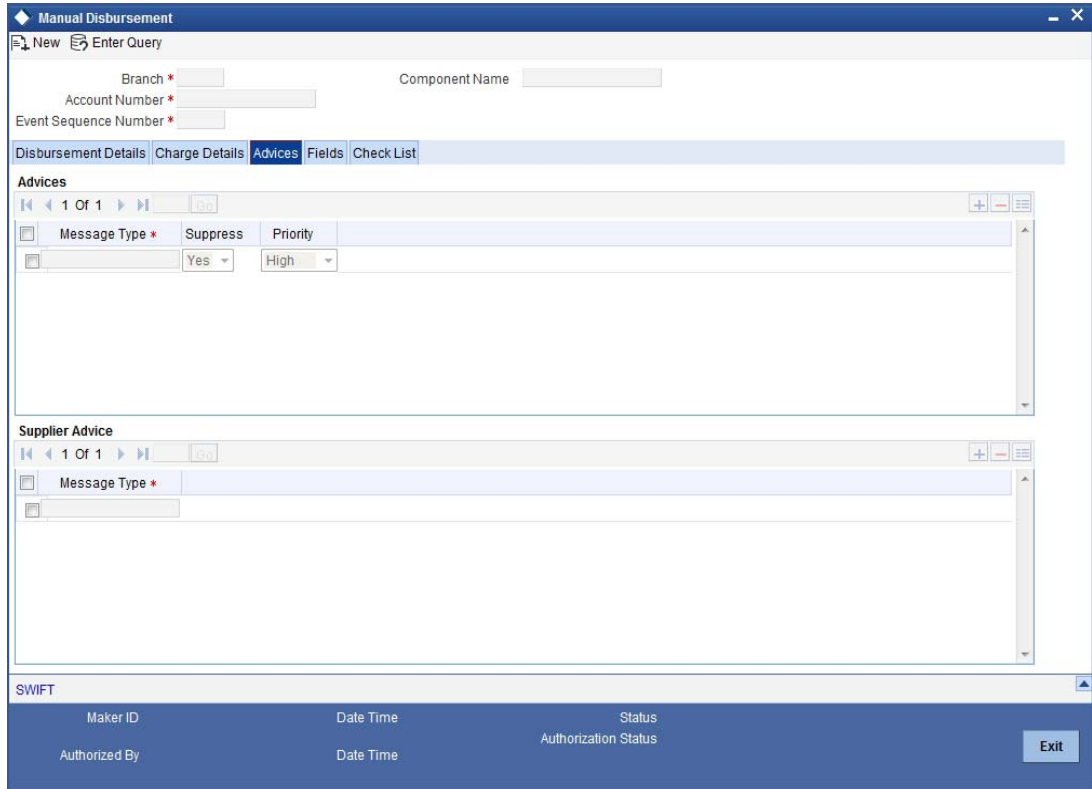 Manual Disbursement
New Enter Query
Branch * Component Name
Account Number *
Event Sequence Number *
Disbursement Details Charge Details Advices Fields Check List
Advices
1 Of 1 Go
Message Type * Suppress Priority
Yes High
Supplier Advice
1 Of 1 Go
Message Type *
SWIFT
Maker ID Date Time Status
Authorization Status
Authorized By Date Time
Exit